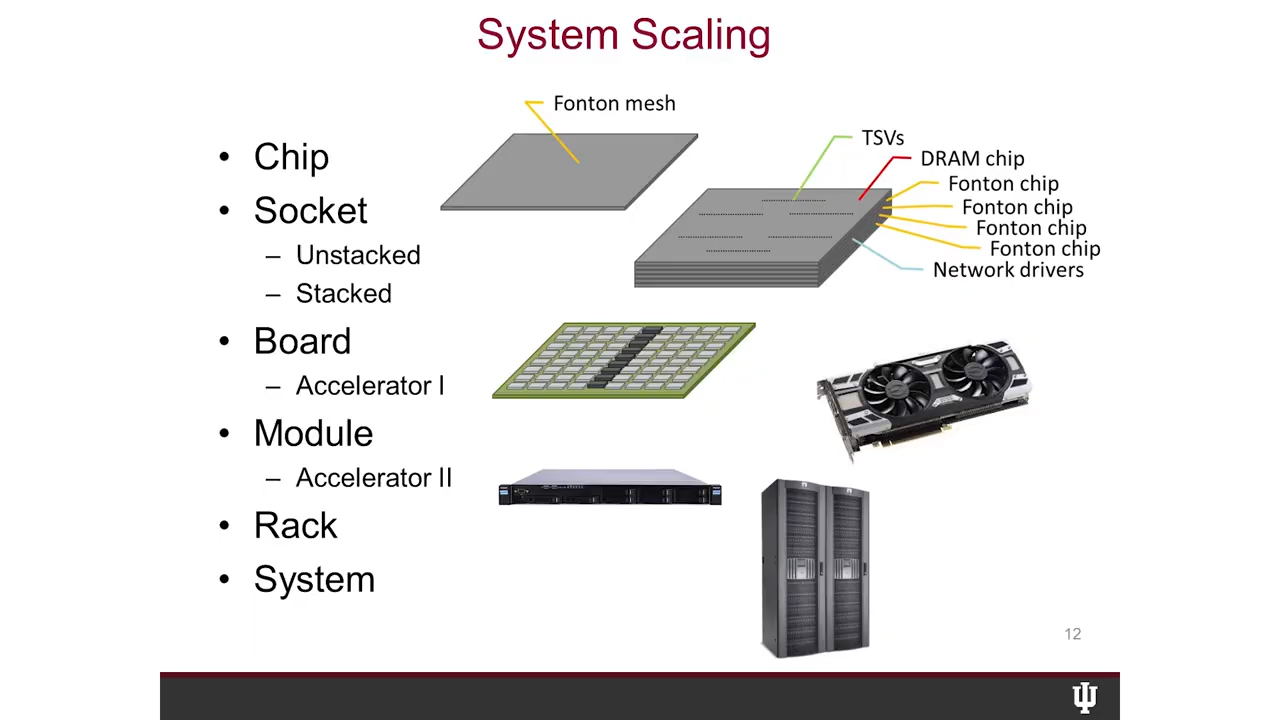 System Scaling
Fonton mesh
TSVs
DRAM chip
Fonton chip
Fonton chip
Fonton chip
Fonton chip
Network drivers
• Chip
• Socket
– Unstacked
– Stacked
• Board
– Accelerator I
• Module
– Accelerator II
• Rack
• System
12